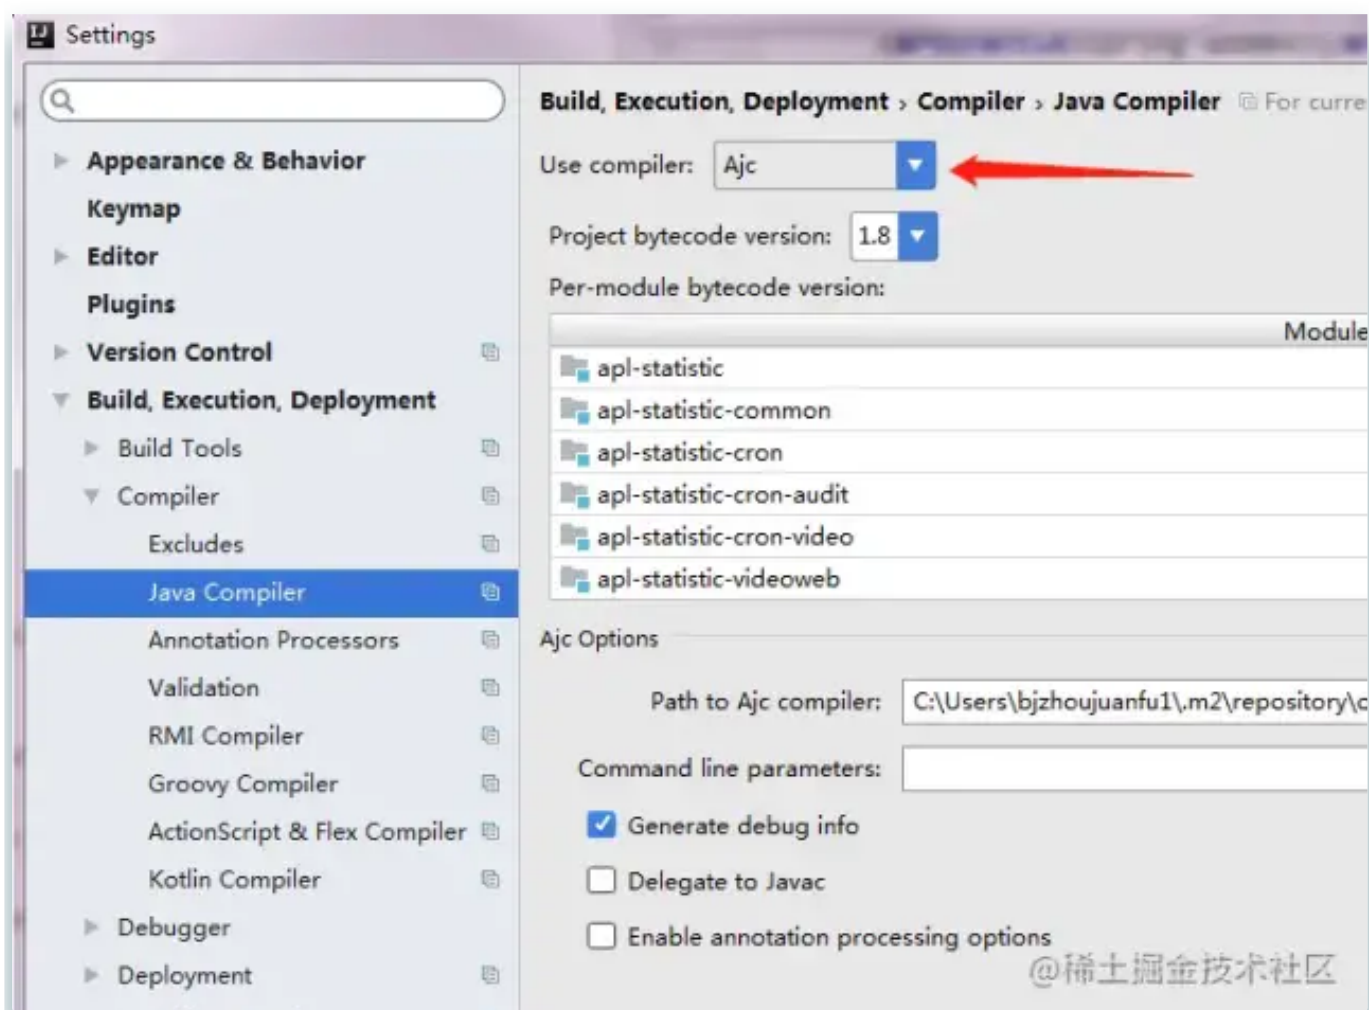 Settings
Appearance & Behavior
Keymap
Editor
Plugins
Version Control
Build, Execution, Deployment
Build Tools
Compiler
Excludes
Java Compiler
Annotation Processors
Validation
RMI Compiler
Groovy Compiler
ActionScript & Flex Compiler
Kotlin Compiler
Debugger
Deployment
Build, Execution, Deployment › Compiler › Java Compiler For curre
Use compiler: Ajc
Project bytecode version: 1.8
Per-module bytecode version:
Module
apl-statistic
apl-statistic-common
apl-statistic-cron
apl-statistic-cron-audit
apl-statistic-cron-video
apl-statistic-videoweb
Ajc Options
Path to Ajc compiler: C:\Users\bjzhoujuanfu1\.m2\repository\o
Command line parameters:
Generate debug info
Delegate to Javac
Enable annotation processing options
@稀土掘金技术社区